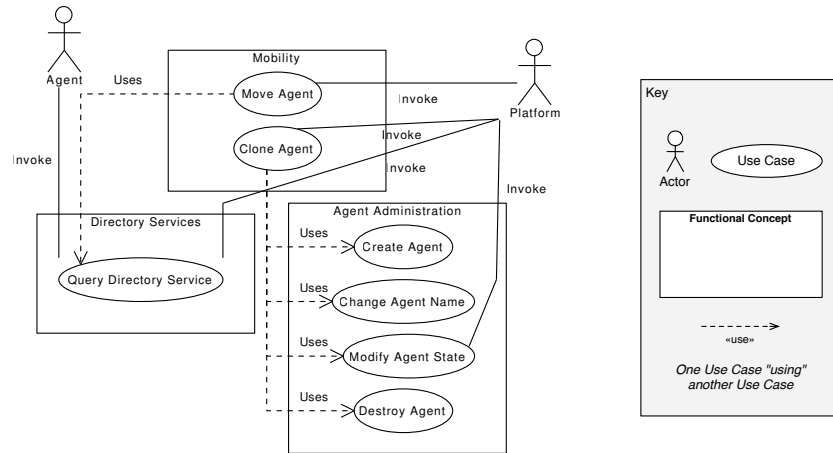 Agent
Uses
Mobility
Move Agent
Invoke
Platform
Clone Agent
Invoke
Invoke
Invoke
Invoke
Directory Services
Query Directory Service
Agent Administration
Uses
Create Agent
Uses
Change Agent Name
Uses
Modify Agent State
Uses
Destroy Agent
Key
Actor
Use Case
Functional Concept
«use»
One Use Case "using"
another Use Case